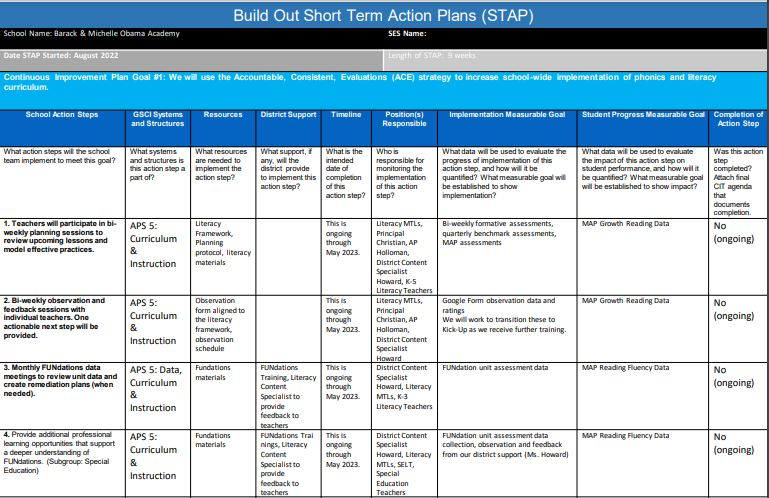 Build Out Short Term Action Plans (STAP)
School Name: Barack & Michelle Obama Academy
SES Name:
Date STAP Started: August 2022
Length of STAP: 9 weeks
Continuous Improvement Plan Goal #1: We will use the Accountable, Consistent, Evaluations (ACE) strategy to increase school-wide implementation of phonics and literacy
curriculum.
School Action Steps
GSCI Systems
and Structures
Resources
District Support
Timeline
Position(s)
Responsible
Implementation Measurable Goal
Student Progress Measurable Goal
Completion of
Action Step
What action steps will the school
team implement to meet this goal?
What systems
and structures is
this action step a
part of?
What resources
are needed to
implement the
action step?
What support, if
any, will the
district provide
to implement this
action step?
What is the
intended
date of
completion
of this
action step?
Who is
responsible for
monitoring the
implementation
of this action
step?
What data will be used to evaluate the
progress of implementation of this action
step, and how will it be
quantified? What measurable goal will
be established to show
implementation?
What data will be used to evaluate
the impact of this action step on
student performance, and how will it
be quantified? What measurable goal
will be established to show impact?
Was this action
step
completed?
Attach final
CIT agenda
that
documents
completion.
1. Teachers will participate in bi-
weekly planning sessions to
review upcoming lessons and
model effective practices.
APS 5:
Curriculum
&
Instruction
Literacy
Framework,
Planning
protocol, literacy
materials
This is
ongoing
through
May 2023.
Literacy MTLs,
Principal
Christian, AP
Holloman,
District Content
Specialist
Howard, K-5
Literacy Teachers
Bi-weekly formative assessments,
quarterly benchmark assessments,
MAP assessments
MAP Growth Reading Data
No
(ongoing)
2. Bi-weekly observation and
feedback sessions with
individual teachers. One
actionable next step will be
provided.
APS 5:
Curriculum
&
Instruction
Observation
form aligned to
the literacy
framework,
observation
schedule
This is
ongoing
through
May 2023.
Literacy MTLs,
Principal
Christian, AP
Holloman,
District Content
Specialist
Howard
Google Form observation data and
ratings
We will work to transition these to
Kick-Up as we receive further training.
MAP Growth Reading Data
No
(ongoing)
3. Monthly FUNdations data
meetings to review unit data and
create remediation plans (when
needed).
APS 5: Data,
Curriculum
&
Instruction
Fundations
materials
FUNdations
Training, Literacy
Content
Specialist to
provide
feedback to
teachers
This is
ongoing
through
May 2023.
District Content
Specialist
Howard, Literacy
MTLs, K-3
Literacy Teachers
FUNdation unit assessment data
MAP Reading Fluency Data
No
(ongoing)
4. Provide additional professional
learning opportunities that support
a deeper understanding of
FUNdations. (Subgroup: Special
Education)
APS 5:
Curriculum
&
Instruction
Fundations
materials
FUNdations Trai
nings, Literacy
Content
Specialist to
provide
feedback to
teachers
This is
ongoing
through
May 2023.
District Content
Specialist
Howard, Literacy
MTLs, SELT,
Special
Education
Teachers
FUNdation unit assessment data
collection, observation and feedback
from our district support (Ms. Howard)
MAP Reading Fluency Data
No
(ongoing)